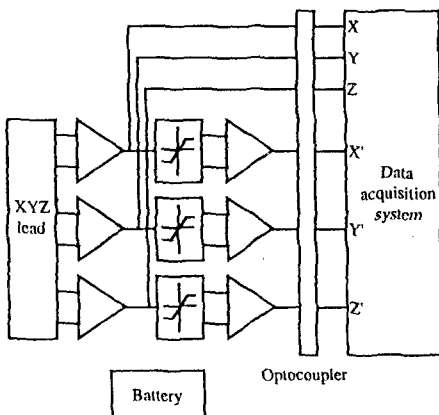 X
Y
Z
XYZ
lead
X'
Data
acquisition
system
Y'
Z'
Optocoupler
Battery